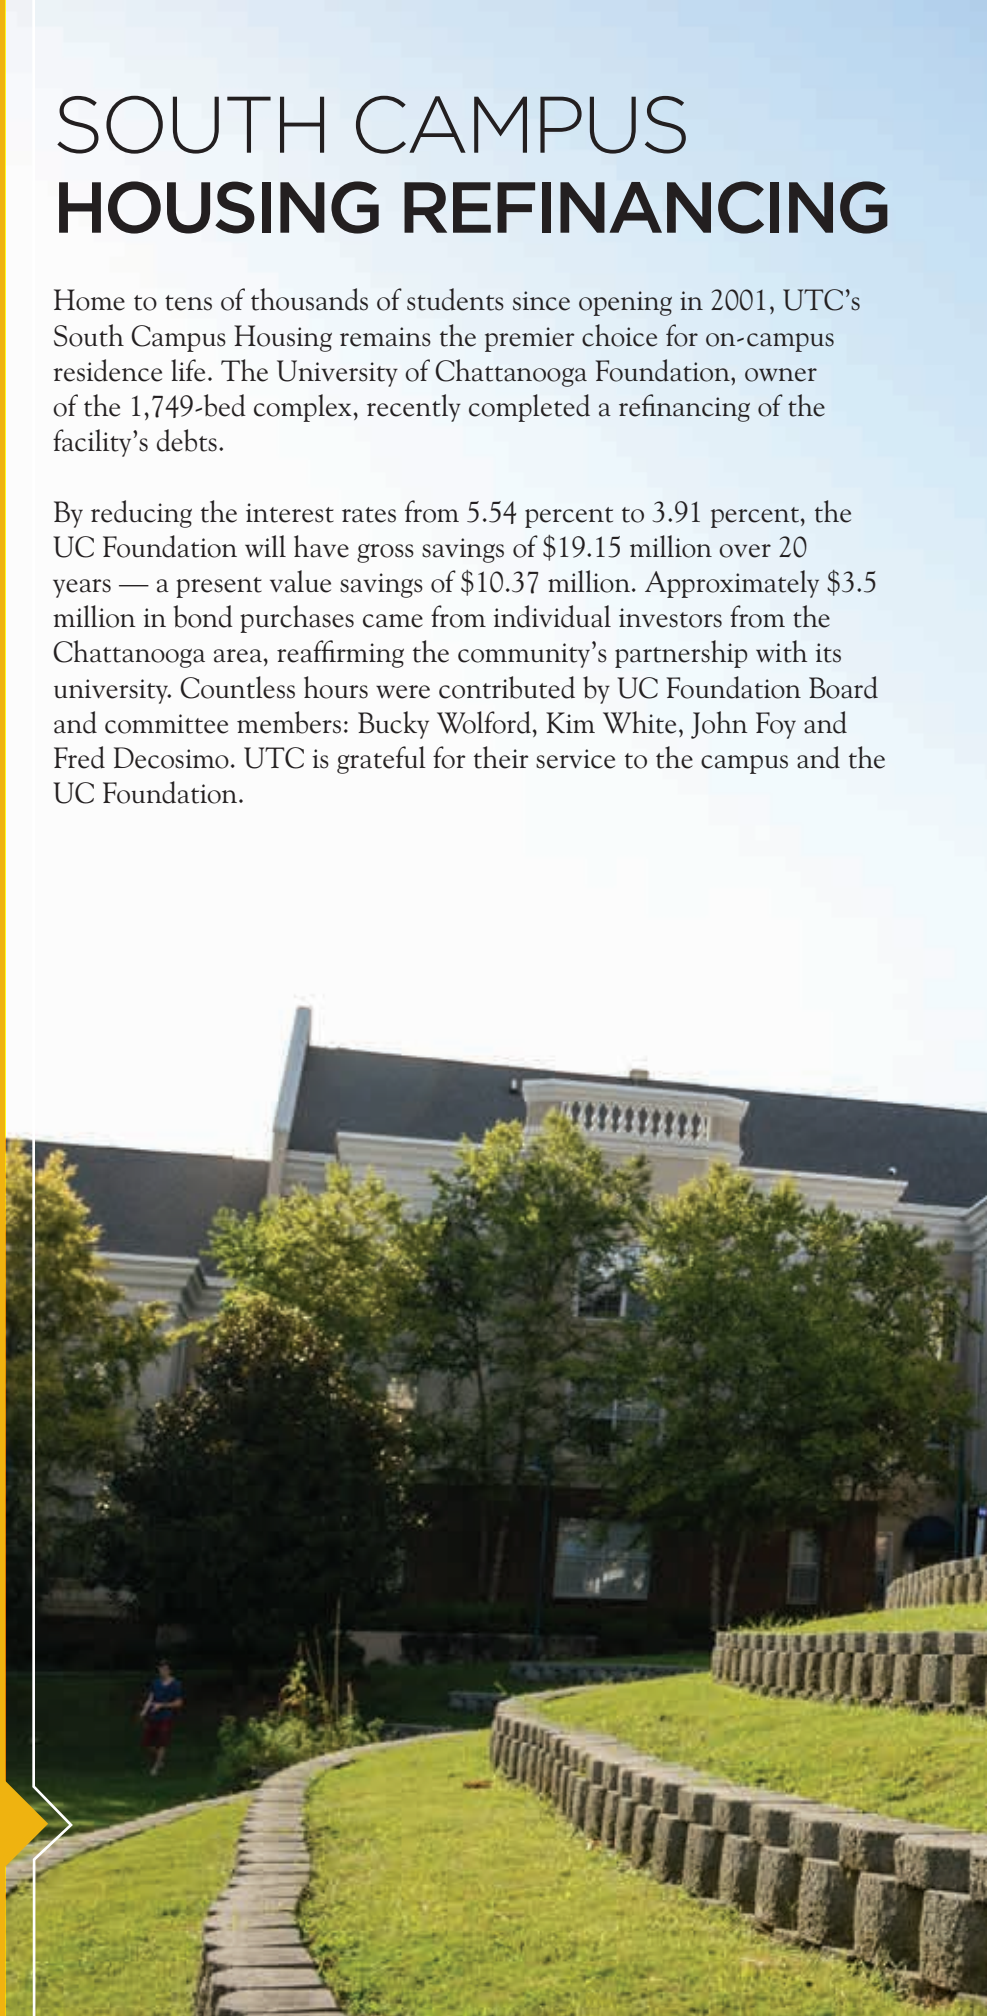 SOUTH CAMPUS
HOUSING REFINANCING
Home to tens of thousands of students since opening in 2001, UTC’s
South Campus Housing remains the premier choice for on-campus
residence life. The University of Chattanooga Foundation, owner
of the 1,749-bed complex, recently completed a refinancing of the
facility’s debts.
By reducing the interest rates from 5.54 percent to 3.91 percent, the
UC Foundation will have gross savings of $19.15 million over 20
years — a present value savings of $10.37 million. Approximately $3.5
million in bond purchases came from individual investors from the
Chattanooga area, reaffirming the community’s partnership with its
university. Countless hours were contributed by UC Foundation Board
and committee members: Bucky Wolford, Kim White, John Foy and
Fred Decosimo. UTC is grateful for their service to the campus and the
UC Foundation.